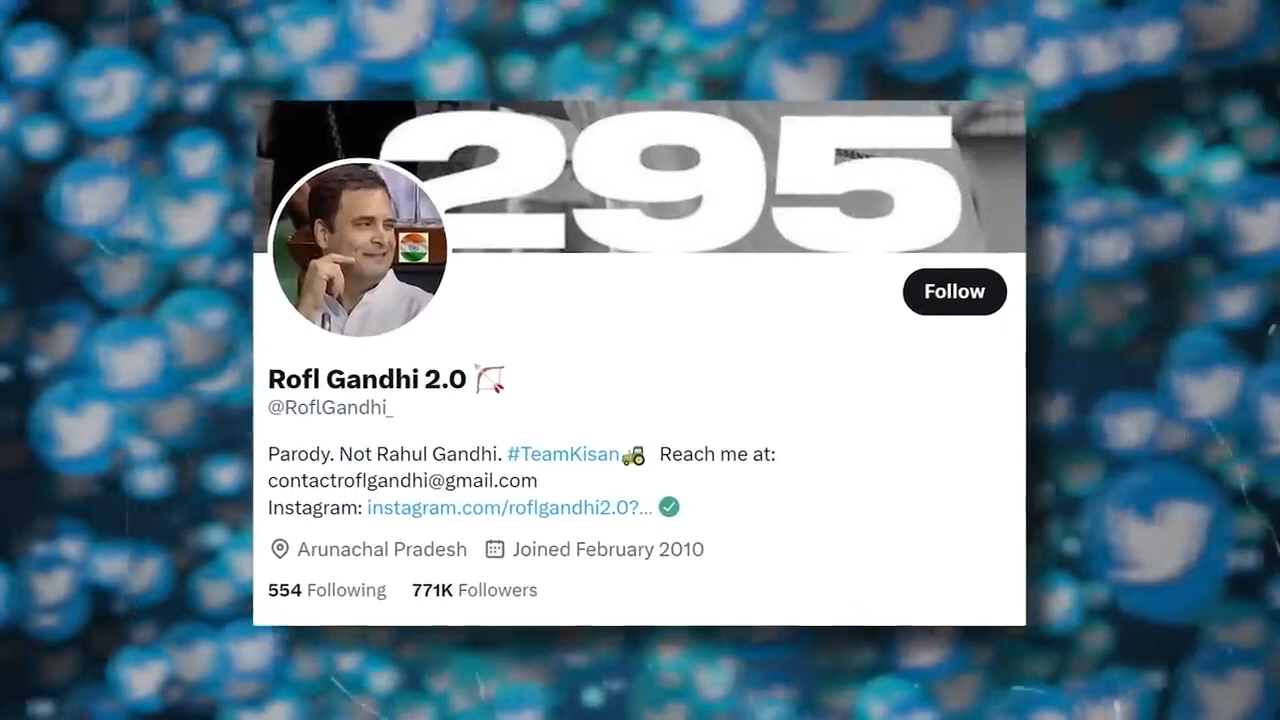 295
Follow
Rofl Gandhi 2.0 🏹
@RoflGandhi_
Parody. Not Rahul Gandhi. #TeamKisan🚜 Reach me at:
contactroflgandhi@gmail.com
Instagram: instagram.com/roflgandhi2.0?...
Arunachal Pradesh Joined February 2010
554 Following 771K Followers